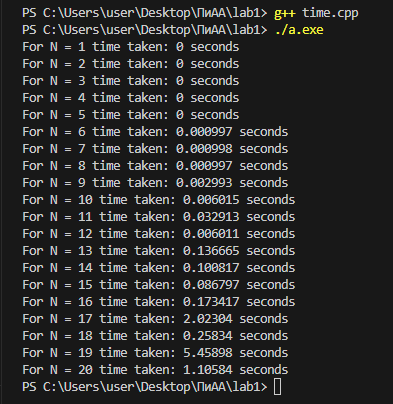 PS C:\Users\user\Desktop\ПиАА\lab1> g++ time.cpp
PS C:\Users\user\Desktop\ПиАА\lab1> ./a.exe
For N = 1 time taken: 0 seconds
For N = 2 time taken: 0 seconds
For N = 3 time taken: 0 seconds
For N = 4 time taken: 0 seconds
For N = 5 time taken: 0 seconds
For N = 6 time taken: 0.000997 seconds
For N = 7 time taken: 0.000998 seconds
For N = 8 time taken: 0.000997 seconds
For N = 9 time taken: 0.002993 seconds
For N = 10 time taken: 0.006015 seconds
For N = 11 time taken: 0.032913 seconds
For N = 12 time taken: 0.006011 seconds
For N = 13 time taken: 0.136665 seconds
For N = 14 time taken: 0.100817 seconds
For N = 15 time taken: 0.086797 seconds
For N = 16 time taken: 0.173417 seconds
For N = 17 time taken: 2.02304 seconds
For N = 18 time taken: 0.25834 seconds
For N = 19 time taken: 5.45898 seconds
For N = 20 time taken: 1.10584 seconds
PS C:\Users\user\Desktop\ПиАА\lab1>